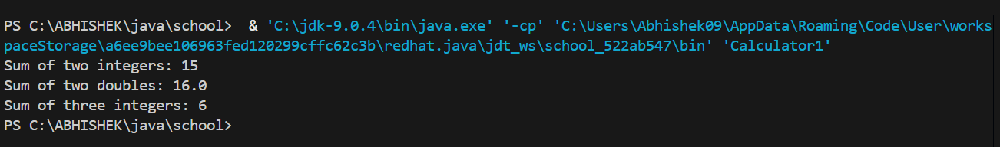 PS C:\ABHISHEK\java\school>  & 'C:\jdk-9.0.4\bin\java.exe' '-cp' 'C:\Users\Abhishek09\AppData\Roaming\Code\User\works
paceStorage\a6ee9bee106963fed120299cffc62c3b\redhat.java\jdt_ws\school_522ab547\bin' 'Calculator1'
Sum of two integers: 15
Sum of two doubles: 16.0
Sum of three integers: 6
PS C:\ABHISHEK\java\school>